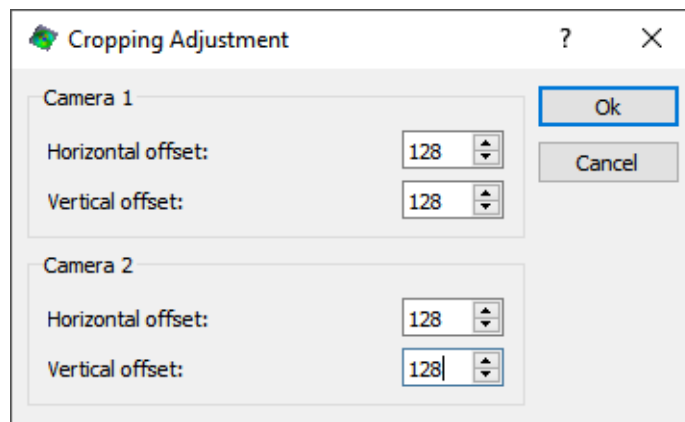 Cropping Adjustment ?
Camera 1
Ok
Horizontal offset: 128
Cancel
Vertical offset: 128
Camera 2
Horizontal offset: 128
Vertical offset: 128